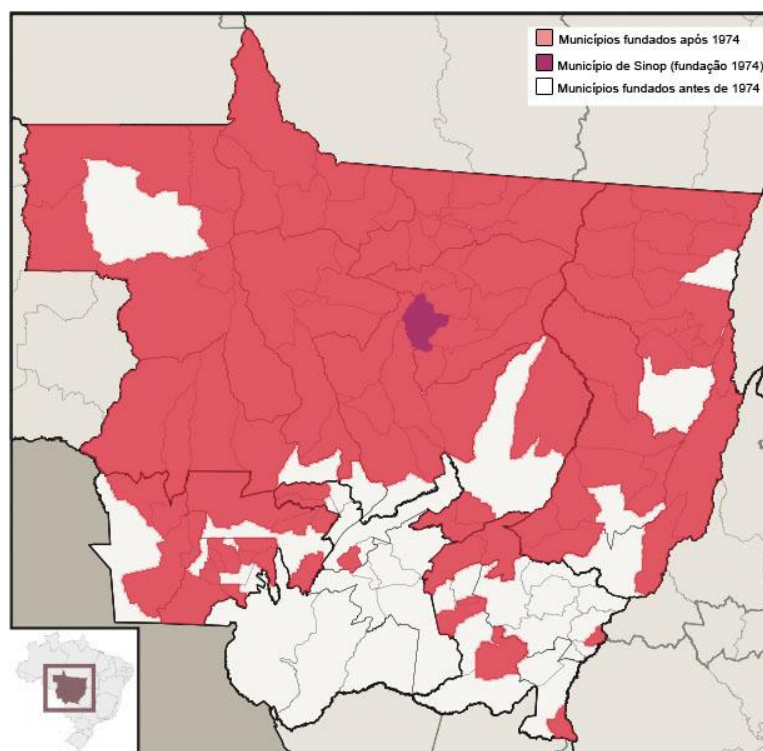 Municípios fundados após 1974
Município de Sinop (fundação 1974)
Municípios fundados antes de 1974